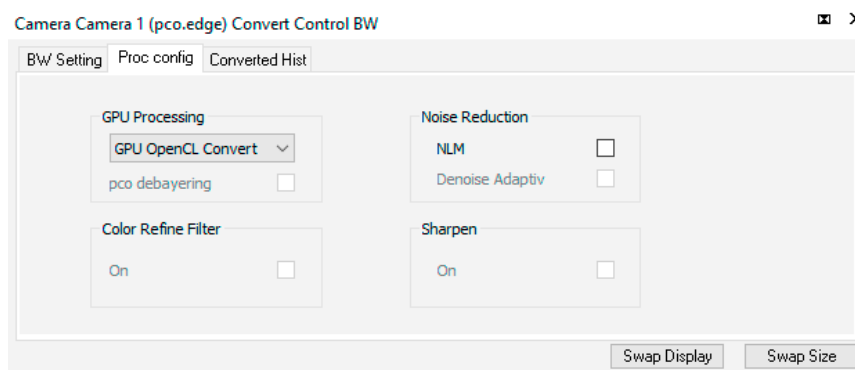 Camera Camera 1 (pco.edge) Convert Control BW
BW Setting Proc config Converted Hist
GPU Processing
GPU OpenCL Convert
pco debayering
Noise Reduction
NLM
Denoise Adaptiv
Color Refine Filter
On
Sharpen
On
Swap Display Swap Size